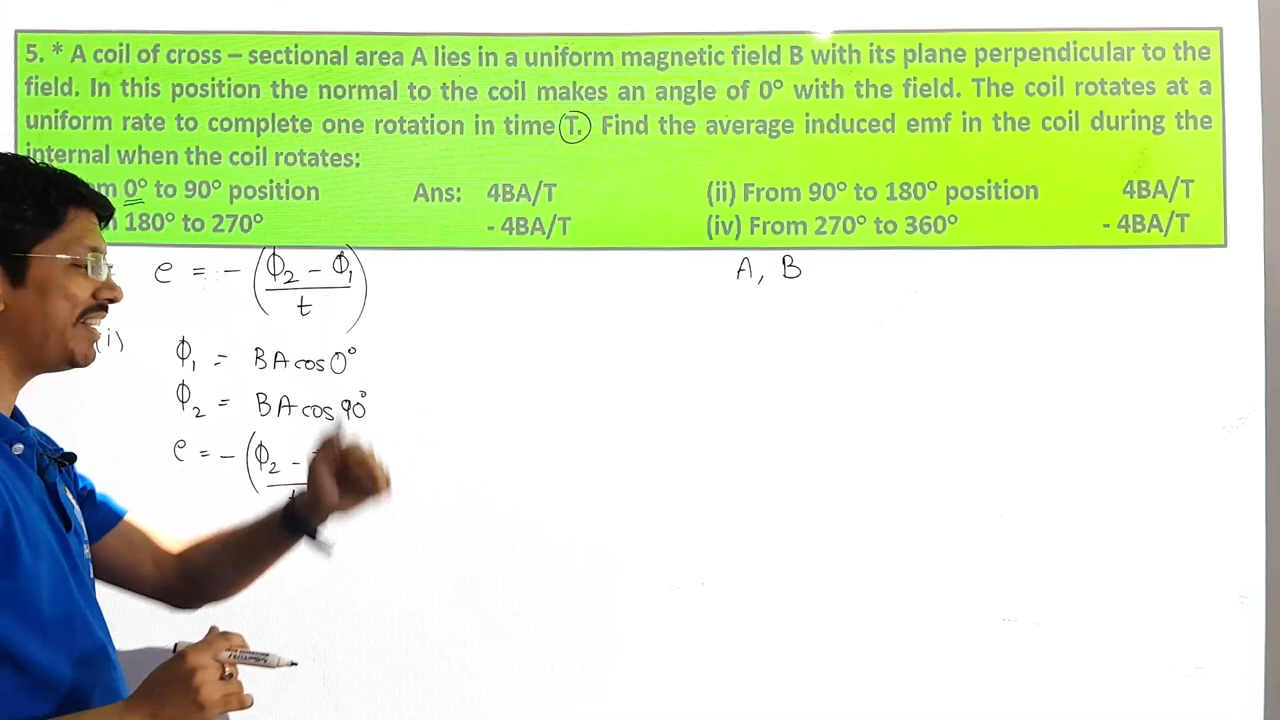 5. * A coil of cross – sectional area A lies in a uniform magnetic field B with its plane perpendicular to the
field. In this position the normal to the coil makes an angle of 0° with the field. The coil rotates at a
uniform rate to complete one rotation in time T. Find the average induced emf in the coil during the
internal when the coil rotates:
0° to 90° position Ans: 4BA/T (ii) From 90° to 180° position 4BA/T
180° to 270° - 4BA/T (iv) From 270° to 360° - 4BA/T
e = - (ϕ₂ - ϕ₁ / t)
A, B
(i) ϕ₁ = BA cos 0°
ϕ₂ = BA cos 90°
e = - (ϕ₂ -